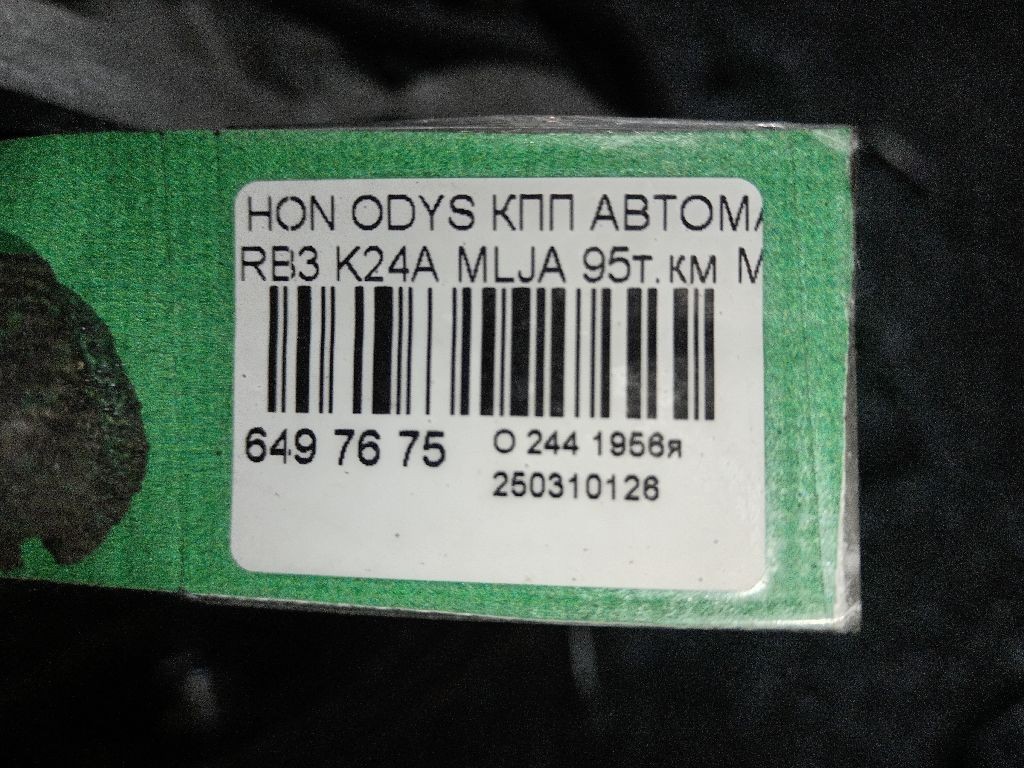 HON ODYS КПП АВТОМА
RB3 K24A MLJA 95т.км М
649 76 75
О 244 1956я
250310126